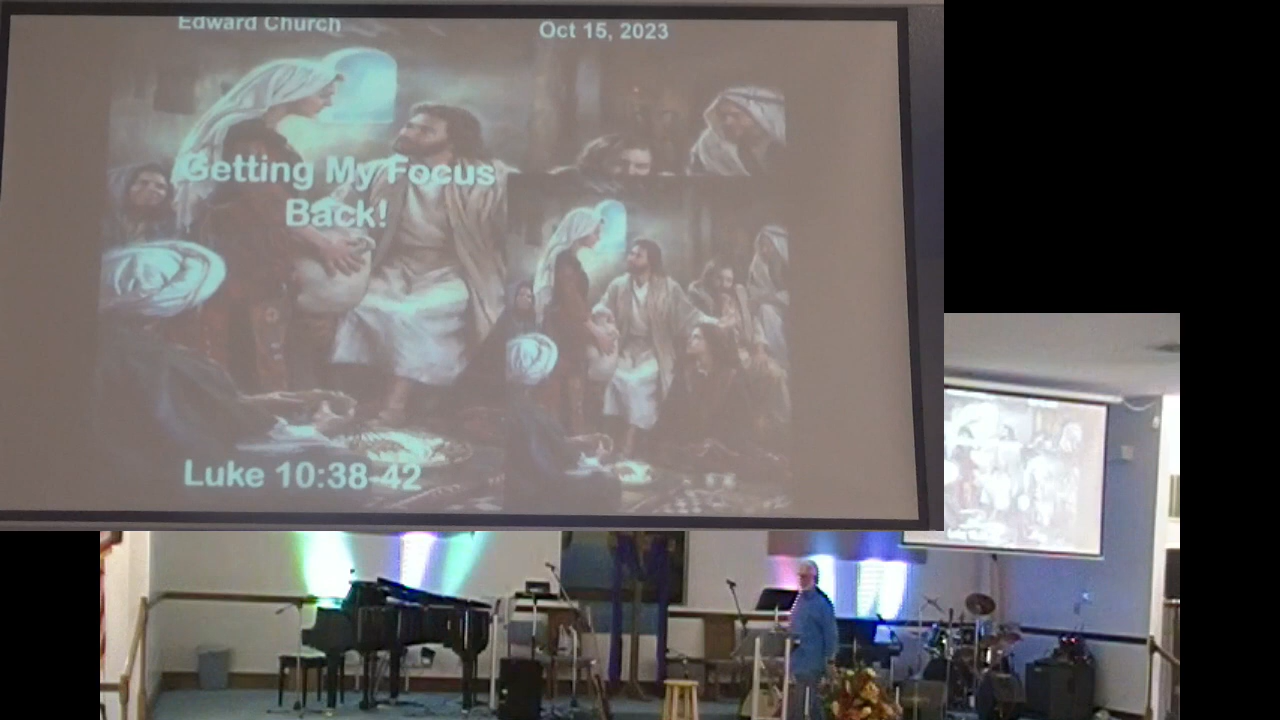 Edward Church
Oct 15, 2023
Getting My Focus
Back!
Luke 10:38-42